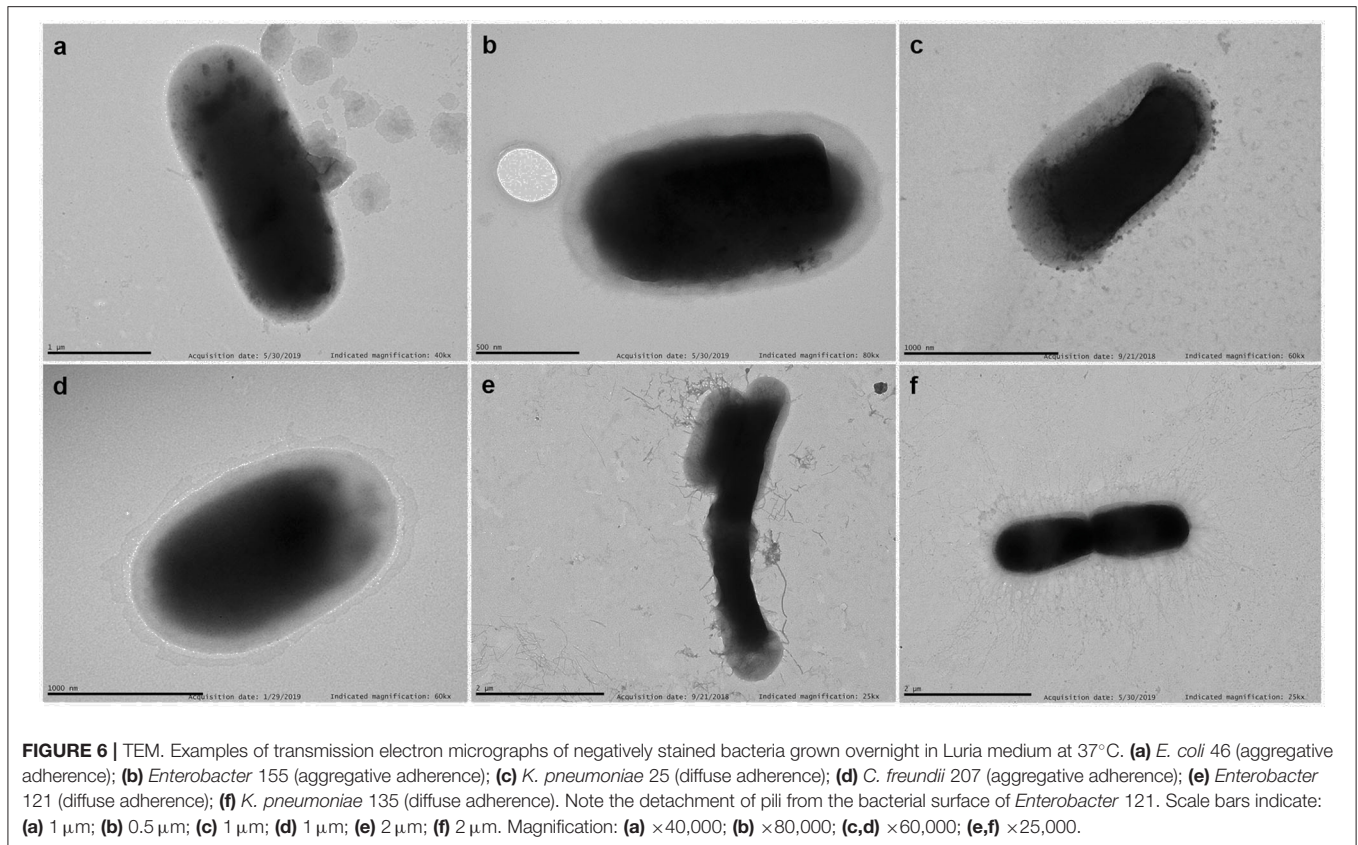 a
b
c
1 µm
Acquisition date: 5/30/2019
Indicated magnification: 40kx
500 nm
Acquisition date: 5/30/2019
Indicated magnification: 80kx
1000 nm
Acquisition date: 9/21/2018
Indicated magnification: 60kx
d
e
f
1000 nm
Acquisition date: 1/29/2019
Indicated magnification: 60kx
2 µm
Acquisition date: 9/21/2018
Indicated magnification: 25kx
2 µm
Acquisition date: 5/30/2019
Indicated magnification: 25kx
FIGURE 6 | TEM. Examples of transmission electron micrographs of negatively stained bacteria grown overnight in Luria medium at 37°C. (a) E. coli 46 (aggregative
adherence); (b) Enterobacter 155 (aggregative adherence); (c) K. pneumoniae 25 (diffuse adherence); (d) C. freundii 207 (aggregative adherence); (e) Enterobacter
121 (diffuse adherence); (f) K. pneumoniae 135 (diffuse adherence). Note the detachment of pili from the bacterial surface of Enterobacter 121. Scale bars indicate:
(a) 1 µm; (b) 0.5 µm; (c) 1 µm; (d) 1 µm; (e) 2 µm; (f) 2 µm. Magnification: (a) ×40,000; (b) ×80,000; (c,d) ×60,000; (e,f) ×25,000.